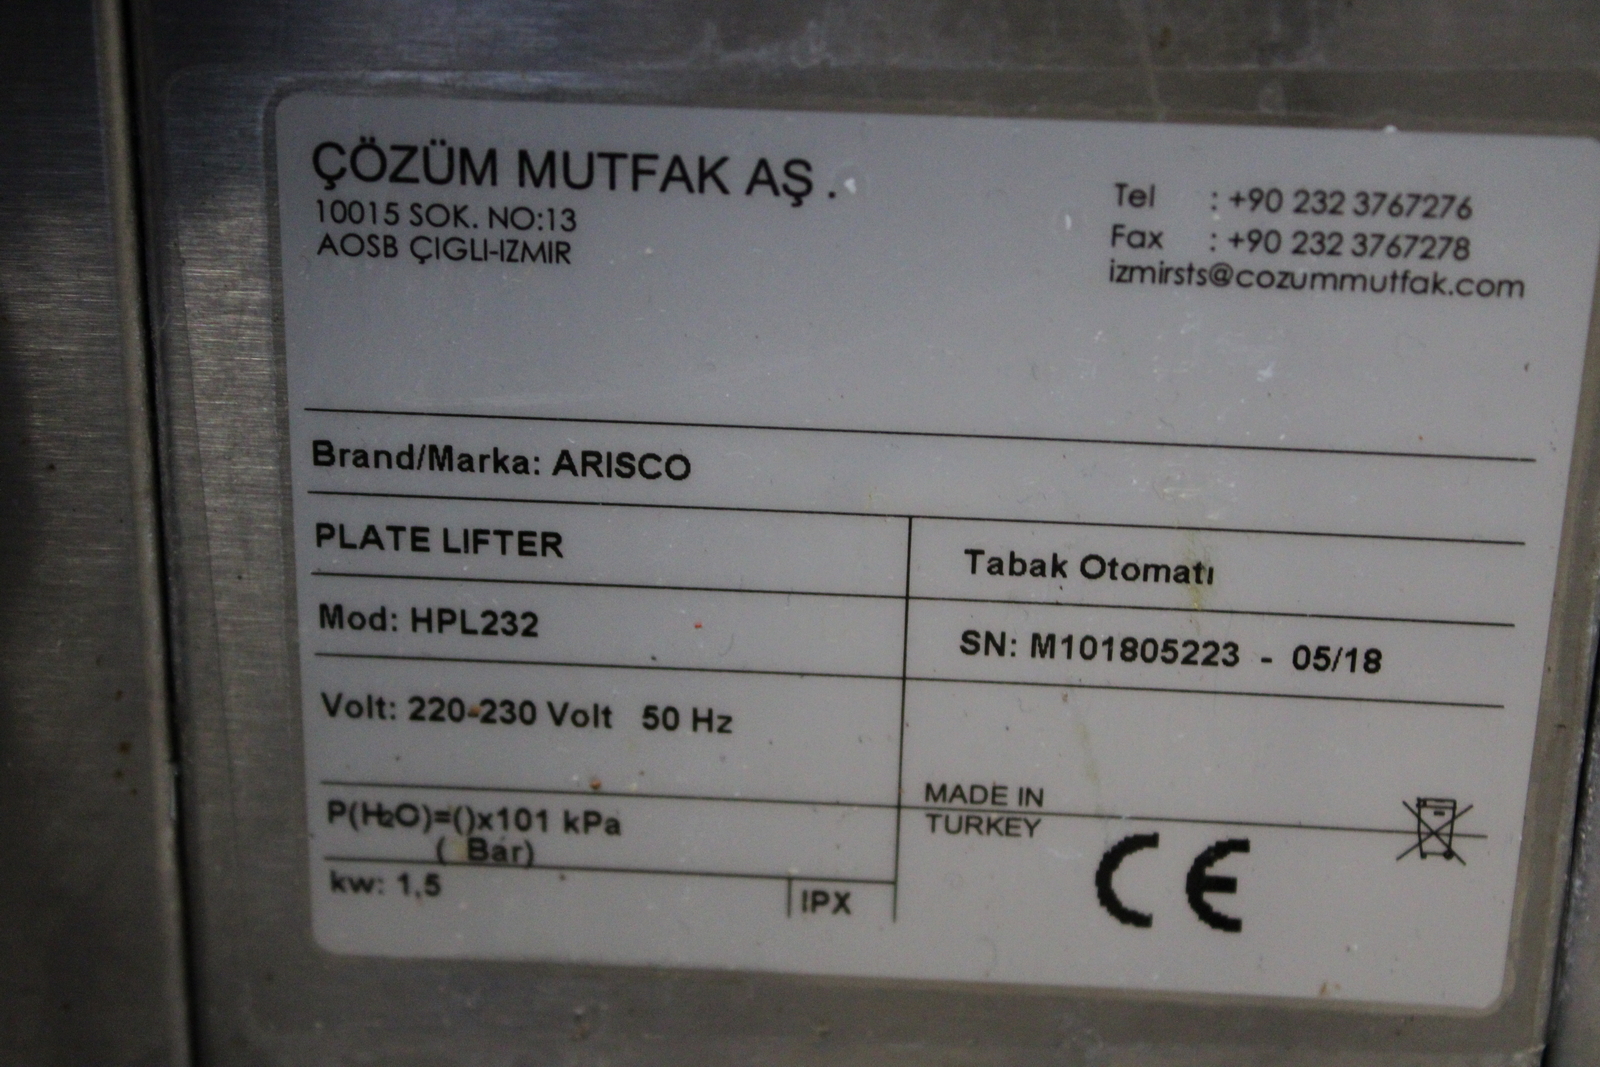 ÇÖZÜM MUTFAK AŞ .
10015 SOK. NO:13
AOSB ÇIGLI-IZMIR
Tel : +90 232 3767276
Fax : +90 232 3767278
izmirsts@cozummutfak.com
Brand/Marka: ARISCO
PLATE LIFTER
Tabak Otomatı
Mod: HPL232
SN: M101805223 - 05/18
Volt: 220-230 Volt 50 Hz
P(H2O)=()x101 kPa
( Bar)
kw: 1,5
IPX
MADE IN
TURKEY
CE